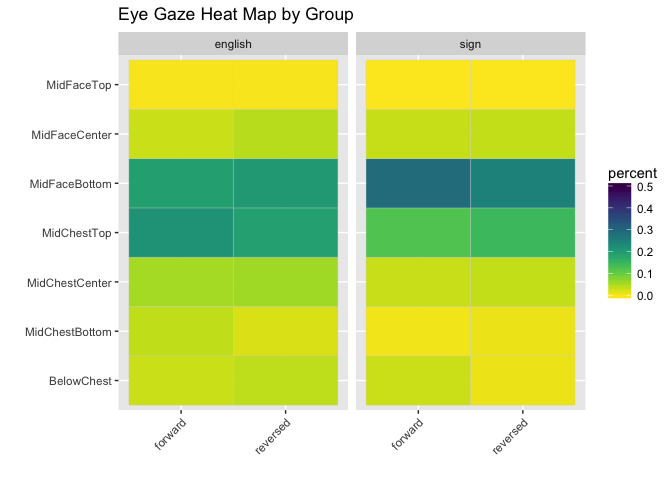 Eye Gaze Heat Map by Group
english
sign
MidFaceTop
MidFaceCenter
MidFaceBottom
MidChestTop
MidChestCenter
MidChestBottom
BelowChest
forward
reversed
forward
reversed
percent
0.5
0.4
0.3
0.2
0.1
0.0